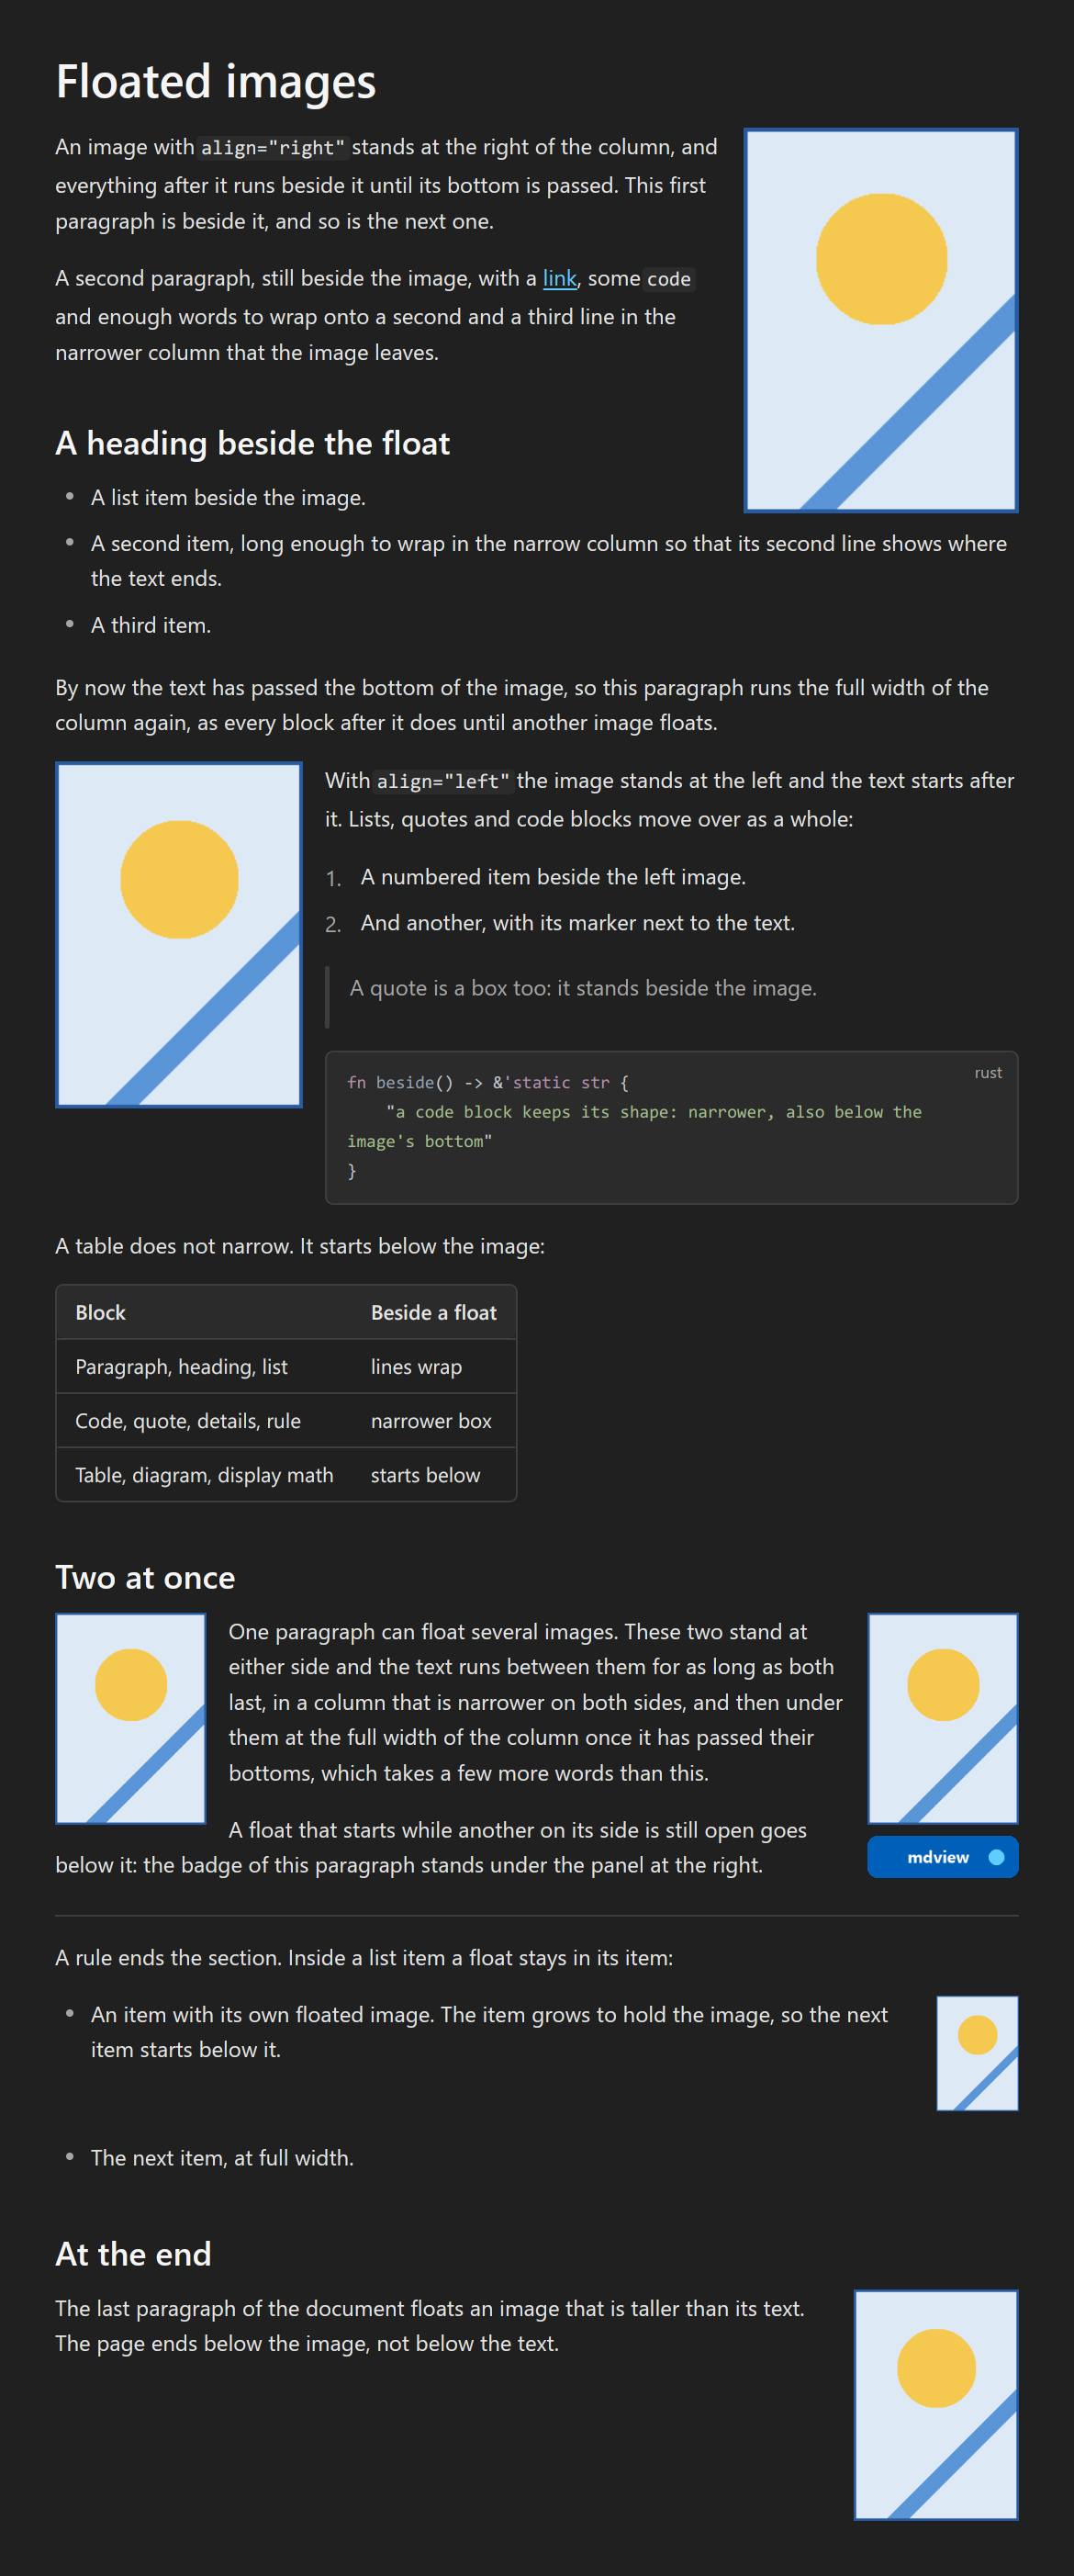 Floated images
An image with align="right" stands at the right of the column, and
everything after it runs beside it until its bottom is passed. This first
paragraph is beside it, and so is the next one.
A second paragraph, still beside the image, with a link, some code
and enough words to wrap onto a second and a third line in the
narrower column that the image leaves.
A heading beside the float
• A list item beside the image.
• A second item, long enough to wrap in the narrow column so that its second line shows where
the text ends.
• A third item.
By now the text has passed the bottom of the image, so this paragraph runs the full width of the
column again, as every block after it does until another image floats.
With align="left" the image stands at the left and the text starts after
it. Lists, quotes and code blocks move over as a whole:
1. A numbered item beside the left image.
2. And another, with its marker next to the text.
A quote is a box too: it stands beside the image.
rust
fn beside() -> &'static str {
    "a code block keeps its shape: narrower, also below the
image's bottom"
}
A table does not narrow. It starts below the image:
Block Beside a float
Paragraph, heading, list lines wrap
Code, quote, details, rule narrower box
Table, diagram, display math starts below
Two at once
One paragraph can float several images. These two stand at
either side and the text runs between them for as long as both
last, in a column that is narrower on both sides, and then under
them at the full width of the column once it has passed their
bottoms, which takes a few more words than this.
A float that starts while another on its side is still open goes
below it: the badge of this paragraph stands under the panel at the right.
mdview
A rule ends the section. Inside a list item a float stays in its item:
• An item with its own floated image. The item grows to hold the image, so the next
item starts below it.
• The next item, at full width.
At the end
The last paragraph of the document floats an image that is taller than its text.
The page ends below the image, not below the text.